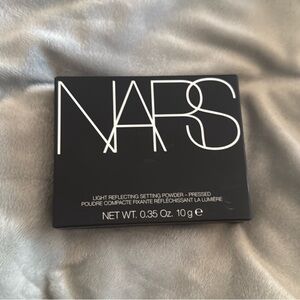 NARS
LIGHT REFLECTING SETTING POWDER - PRESSED
POUDRE COMPACTE FIXANTE RÉFLÉCHISSANT LA LUMIÈRE
NET WT. 0.35 Oz. 10 g ℮